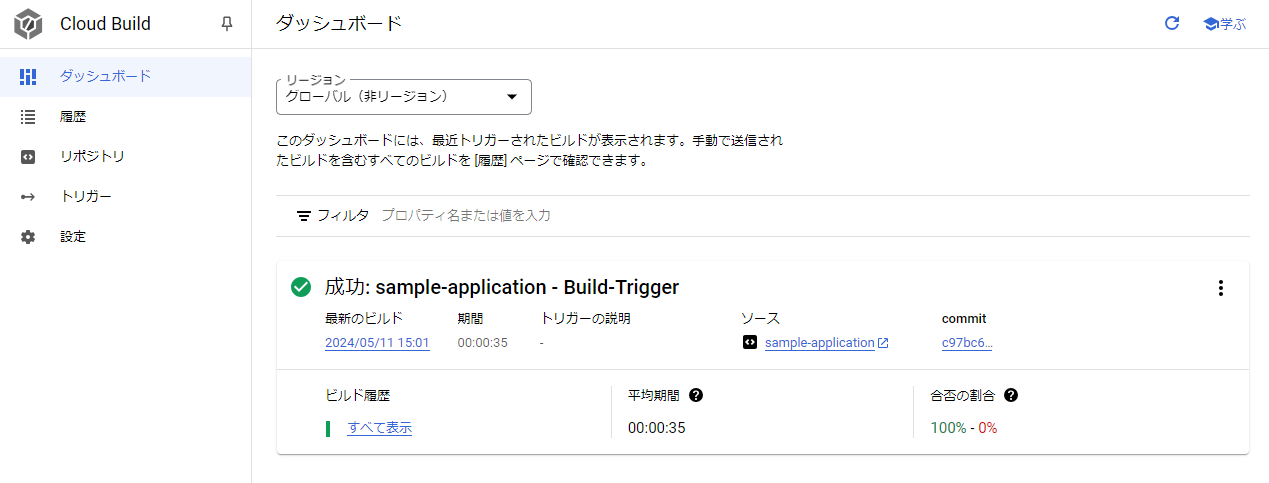 Cloud Build
ダッシュボード
履歴
リポジトリ
トリガー
設定
ダッシュボード
学ぶ
リージョン
グローバル（非リージョン）
このダッシュボードには、最近トリガーされたビルドが表示されます。手動で送信され
たビルドを含むすべてのビルドを [履歴] ページで確認できます。
フィルタ プロパティ名または値を入力
成功: sample-application - Build-Trigger
最新のビルド 期間 トリガーの説明 ソース commit
2024/05/11 15:01 00:00:35 - sample-application c97bc6…
ビルド履歴 平均期間 合否の割合
すべて表示 00:00:35 100% - 0%